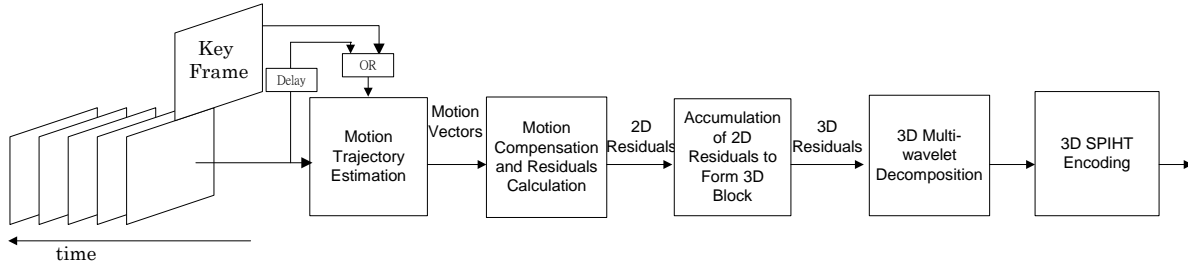 Key
Frame
Delay
OR
Motion
Trajectory
Estimation
Motion
Vectors
Motion
Compensation
and Residuals
Calculation
2D
Residuals
Accumulation
of 2D
Residuals to
Form 3D
Block
3D
Residuals
3D Multi-
wavelet
Decomposition
3D SPIHT
Encoding
time